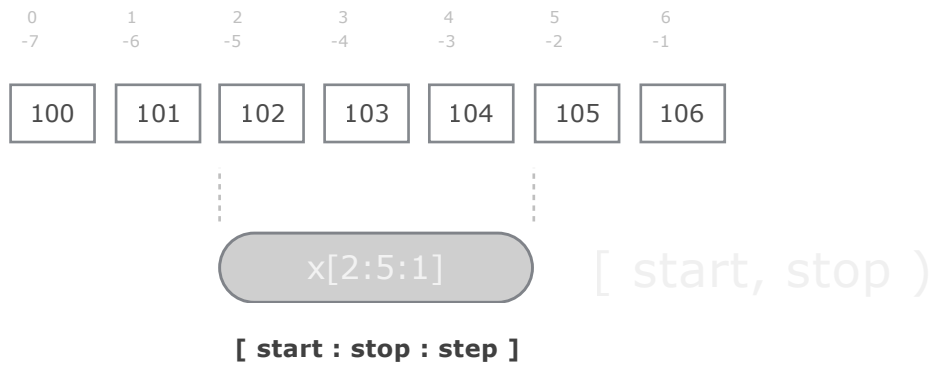 0 1 2 3 4 5 6
-7 -6 -5 -4 -3 -2 -1
100 101 102 103 104 105 106
x[2:5:1] [ start, stop )
[ start : stop : step ]